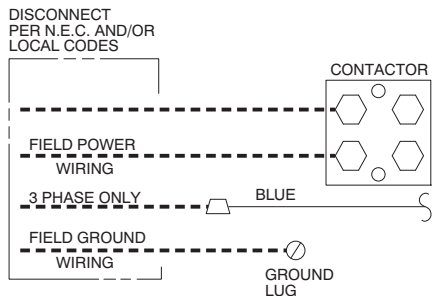 DISCONNECT
PER N.E.C. AND/OR
LOCAL CODES
CONTACTOR
FIELD POWER
WIRING
3 PHASE ONLY
BLUE
FIELD GROUND
WIRING
GROUND
LUG